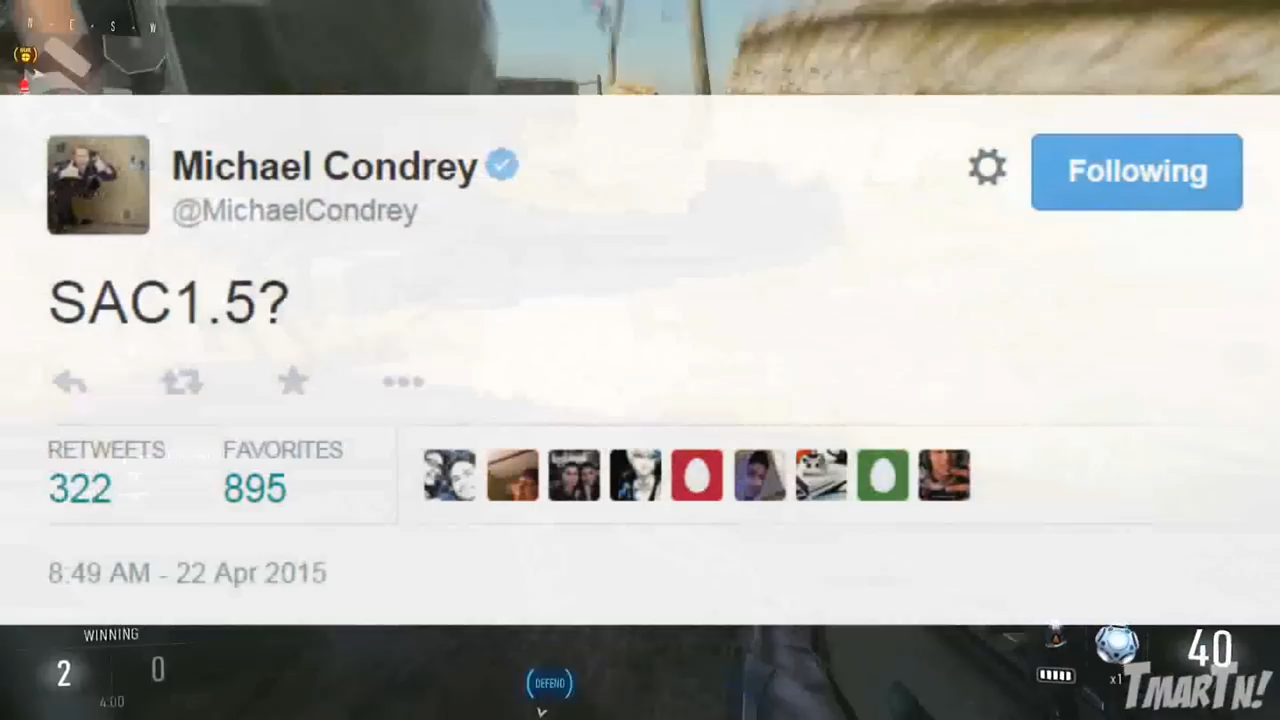 N E S W
Michael Condrey
@MichaelCondrey
Following
SAC1.5?
RETWEETS FAVORITES
322 895
8:49 AM - 22 Apr 2015
WINNING
2 0
4:00
DEFEND
40
x1
TmarTn!